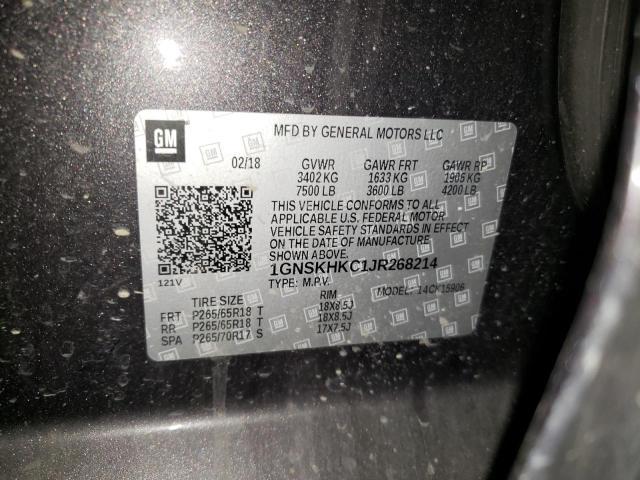 GM
MFD BY GENERAL MOTORS LLC
02/18 GVWR GAWR FRT GAWR RR
3402 KG 1633 KG 1905 KG
7500 LB 3600 LB 4200 LB
THIS VEHICLE CONFORMS TO ALL
APPLICABLE U.S. FEDERAL MOTOR
VEHICLE SAFETY STANDARDS IN EFFECT
ON THE DATE OF MANUFACTURE
SHOWN ABOVE.
1GNSKHKC1JR268214
121V
TYPE: M.P.V. MODEL: 14CK15906
TIRE SIZE RIM
FRT P265/65R18 T 18X8.5J
RR P265/65R18 T 18X8.5J
SPA P265/70R17 S 17X7.5J